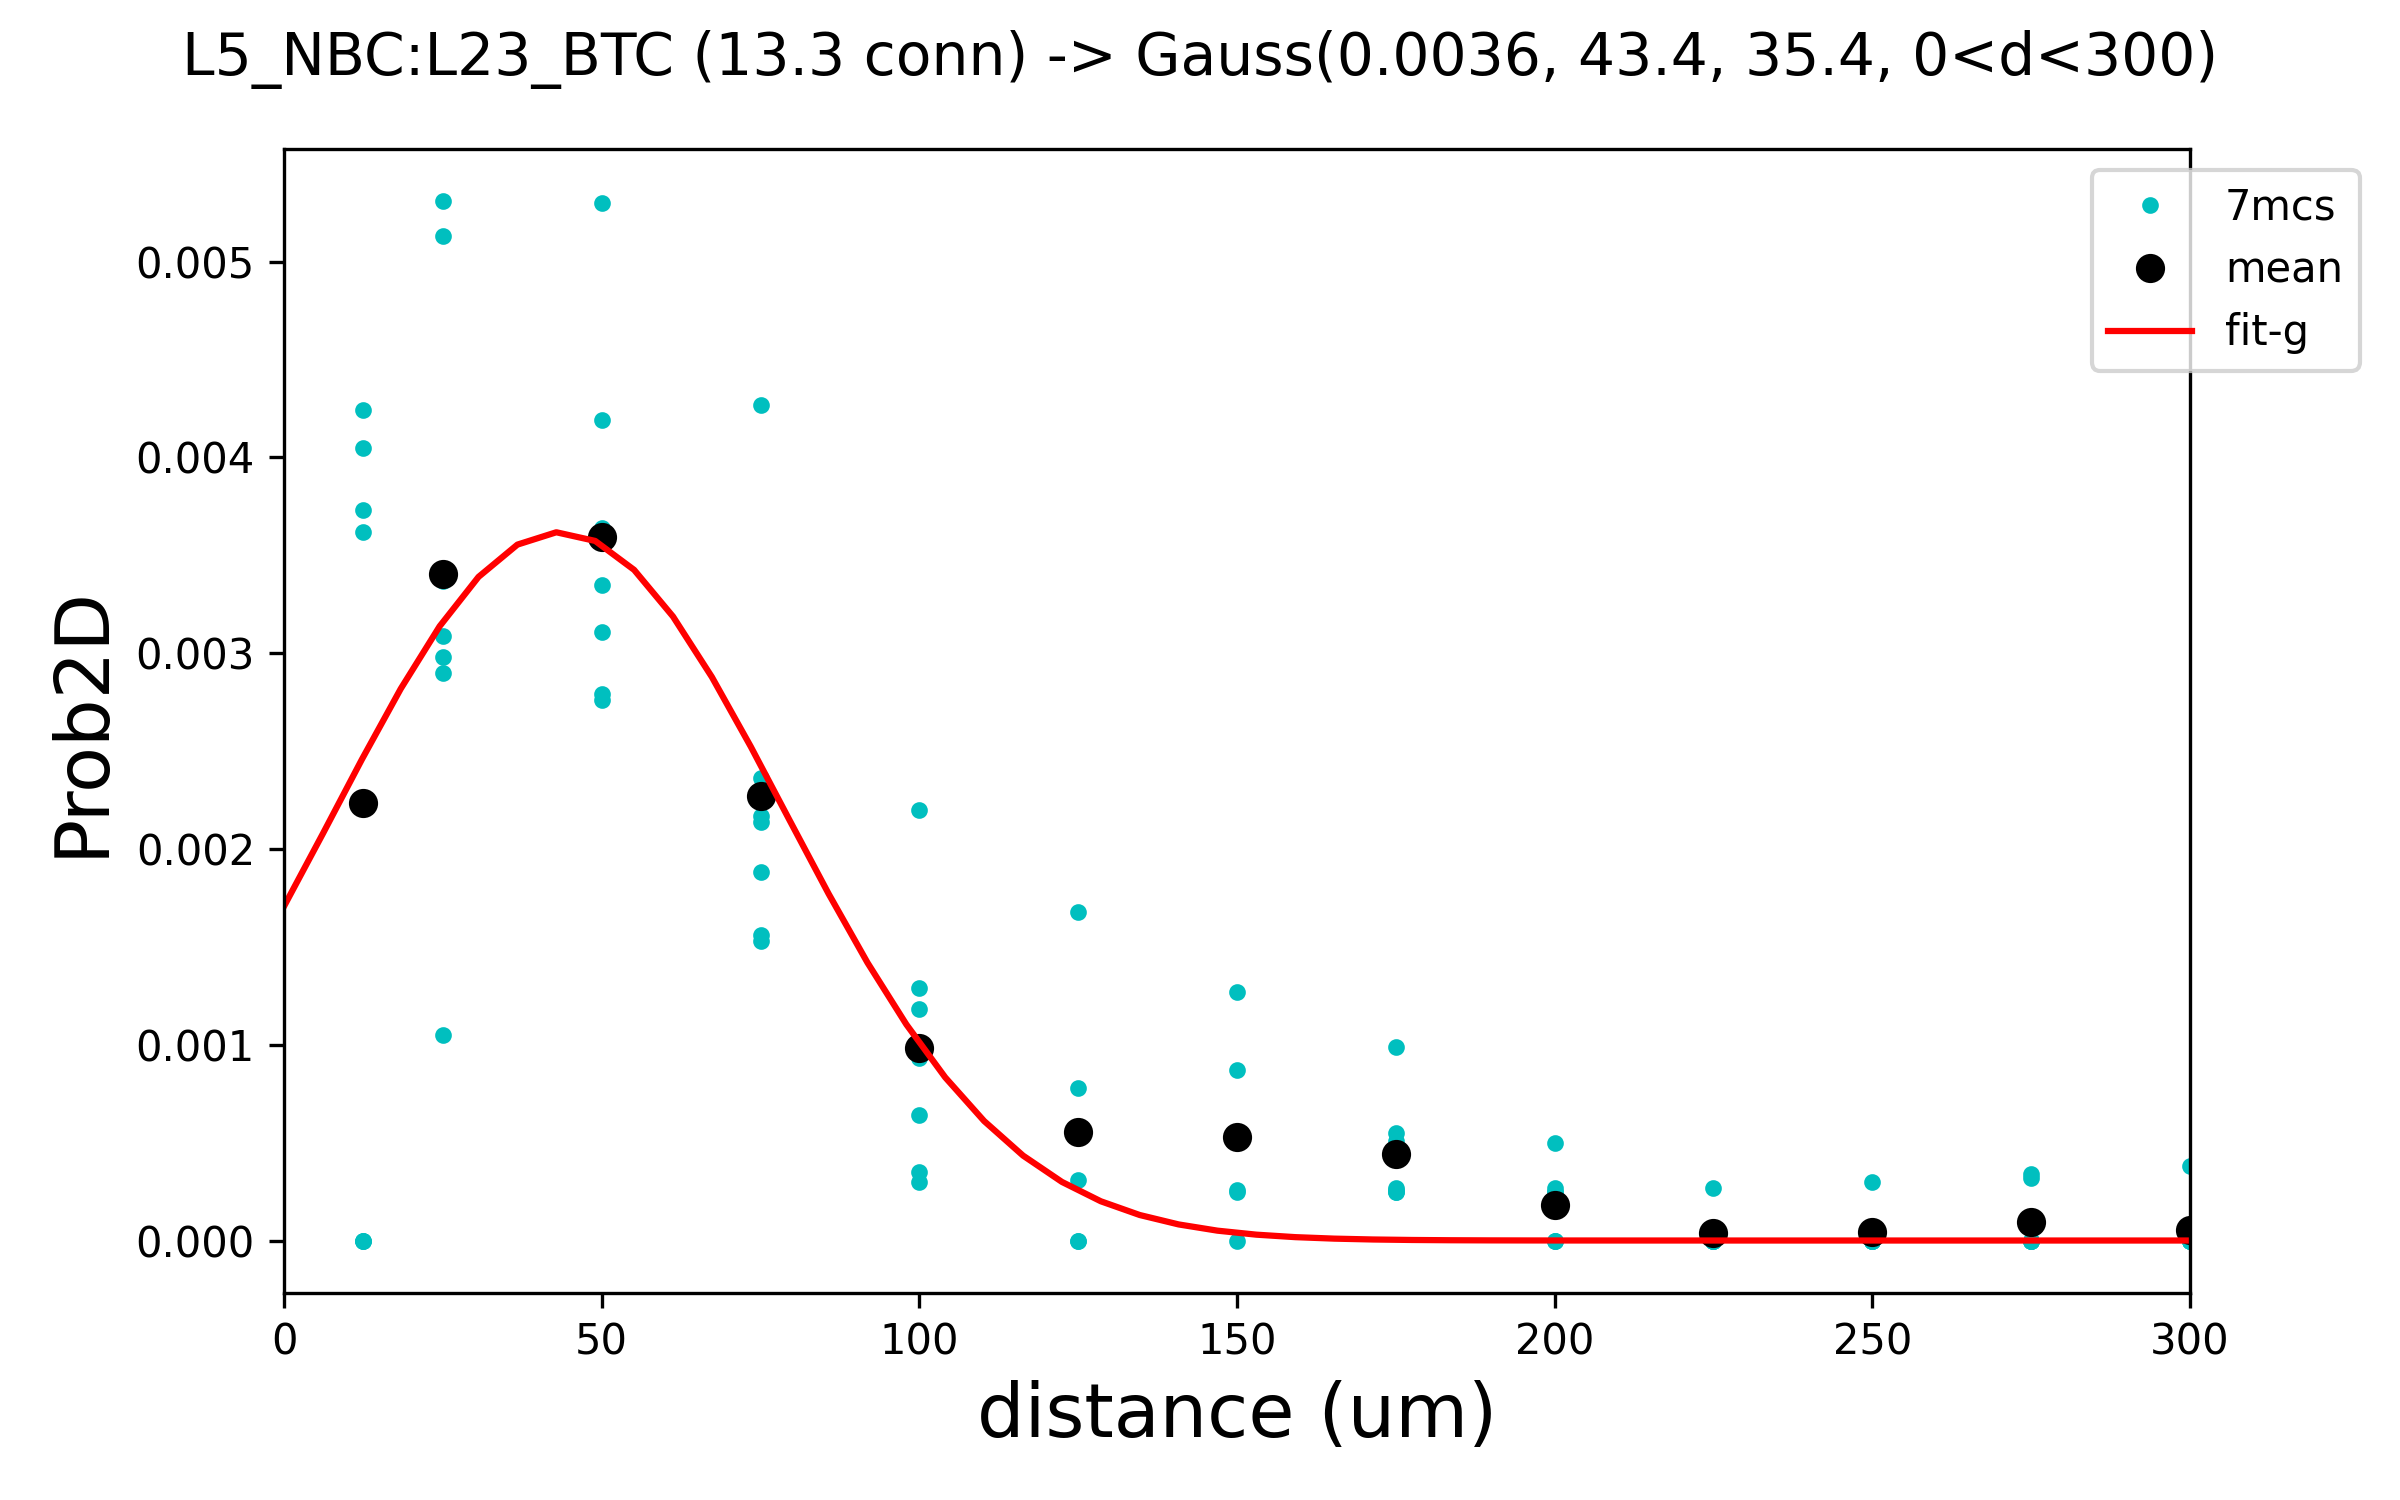 L5_NBC:L23_BTC (13.3 conn) -> Gauss(0.0036, 43.4, 35.4, 0<d<300)
7mcs
mean
fit-g
Prob2D
0.005
0.004
0.003
0.002
0.001
0.000
0 50 100 150 200 250 300
distance (um)